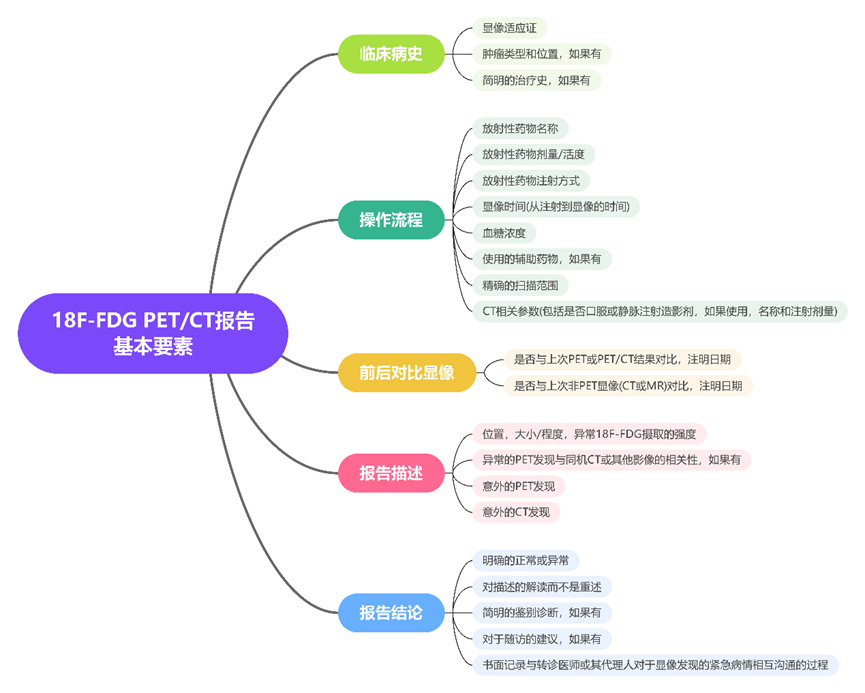 18F-FDG PET/CT报告
基本要素
临床病史
显像适应证
肿瘤类型和位置，如果有
简明的治疗史，如果有
操作流程
放射性药物名称
放射性药物剂量/活度
放射性药物注射方式
显像时间(从注射到显像的时间)
血糖浓度
使用的辅助药物，如果有
精确的扫描范围
CT相关参数(包括是否口服或静脉注射造影剂，如果使用，名称和注射剂量)
前后对比显像
是否与上次PET或PET/CT结果对比，注明日期
是否与上次非PET显像(CT或MR)对比，注明日期
报告描述
位置，大小/程度，异常18F-FDG摄取的强度
异常的PET发现与同机CT或其他影像的相关性，如果有
意外的PET发现
意外的CT发现
报告结论
明确的正常或异常
对描述的解读而不是重述
简明的鉴别诊断，如果有
对于随访的建议，如果有
书面记录与转诊医师或其代理人对于显像发现的紧急病情相互沟通的过程